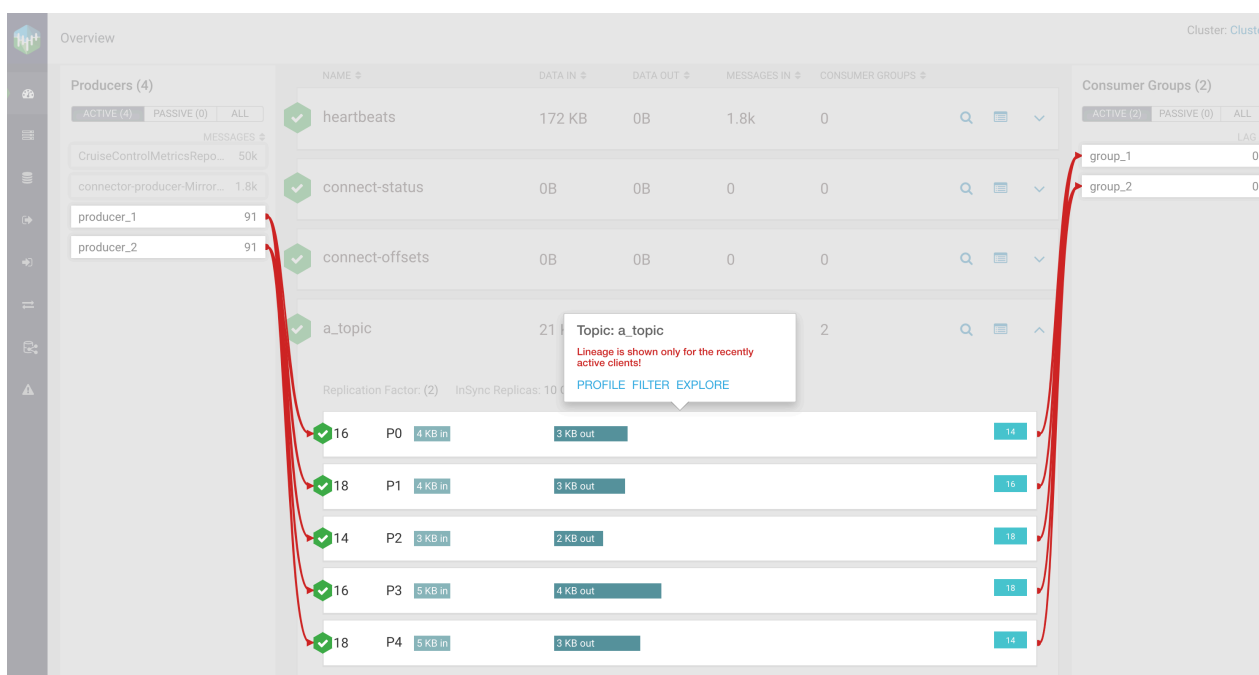 Overview
Cluster: Cluste
Producers (4)
ACTIVE (4) PASSIVE (0) ALL
MESSAGES
CruiseControlMetricsRepo... 50k
connector-producer-Mirror... 1.8k
producer_1 91
producer_2 91
NAME DATA IN DATA OUT MESSAGES IN CONSUMER GROUPS
heartbeats 172 KB 0B 1.8k 0
connect-status 0B 0B 0 0
connect-offsets 0B 0B 0 0
a_topic 21 2
Topic: a_topic
Lineage is shown only for the recently
active clients!
PROFILE FILTER EXPLORE
Replication Factor: (2) InSync Replicas: 10
16 P0 4 KB in 3 KB out 14
18 P1 4 KB in 3 KB out 16
14 P2 3 KB in 2 KB out 18
16 P3 5 KB in 4 KB out 18
18 P4 5 KB in 3 KB out 14
Consumer Groups (2)
ACTIVE (2) PASSIVE (0) ALL
LAG
group_1 0
group_2 0